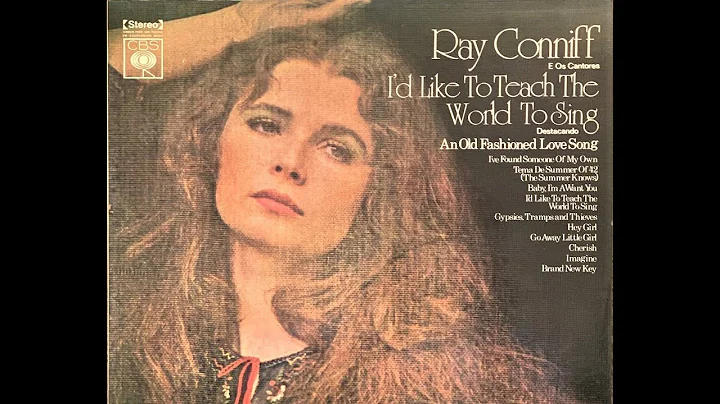 【Stereo】
CBS
Ray Conniff
E Os Cantores
I'd Like To Teach The
World To Sing
Destacando
An Old Fashioned Love Song
I've Found Someone Of My Own
Tema De Summer Of '42
(The Summer Knows)
Baby, I'm A Want You
I'd Like To Teach The
World To Sing
Gypsies, Tramps and Thieves
Hey Girl
Go Away Little Girl
Cherish
Imagine
Brand New Key